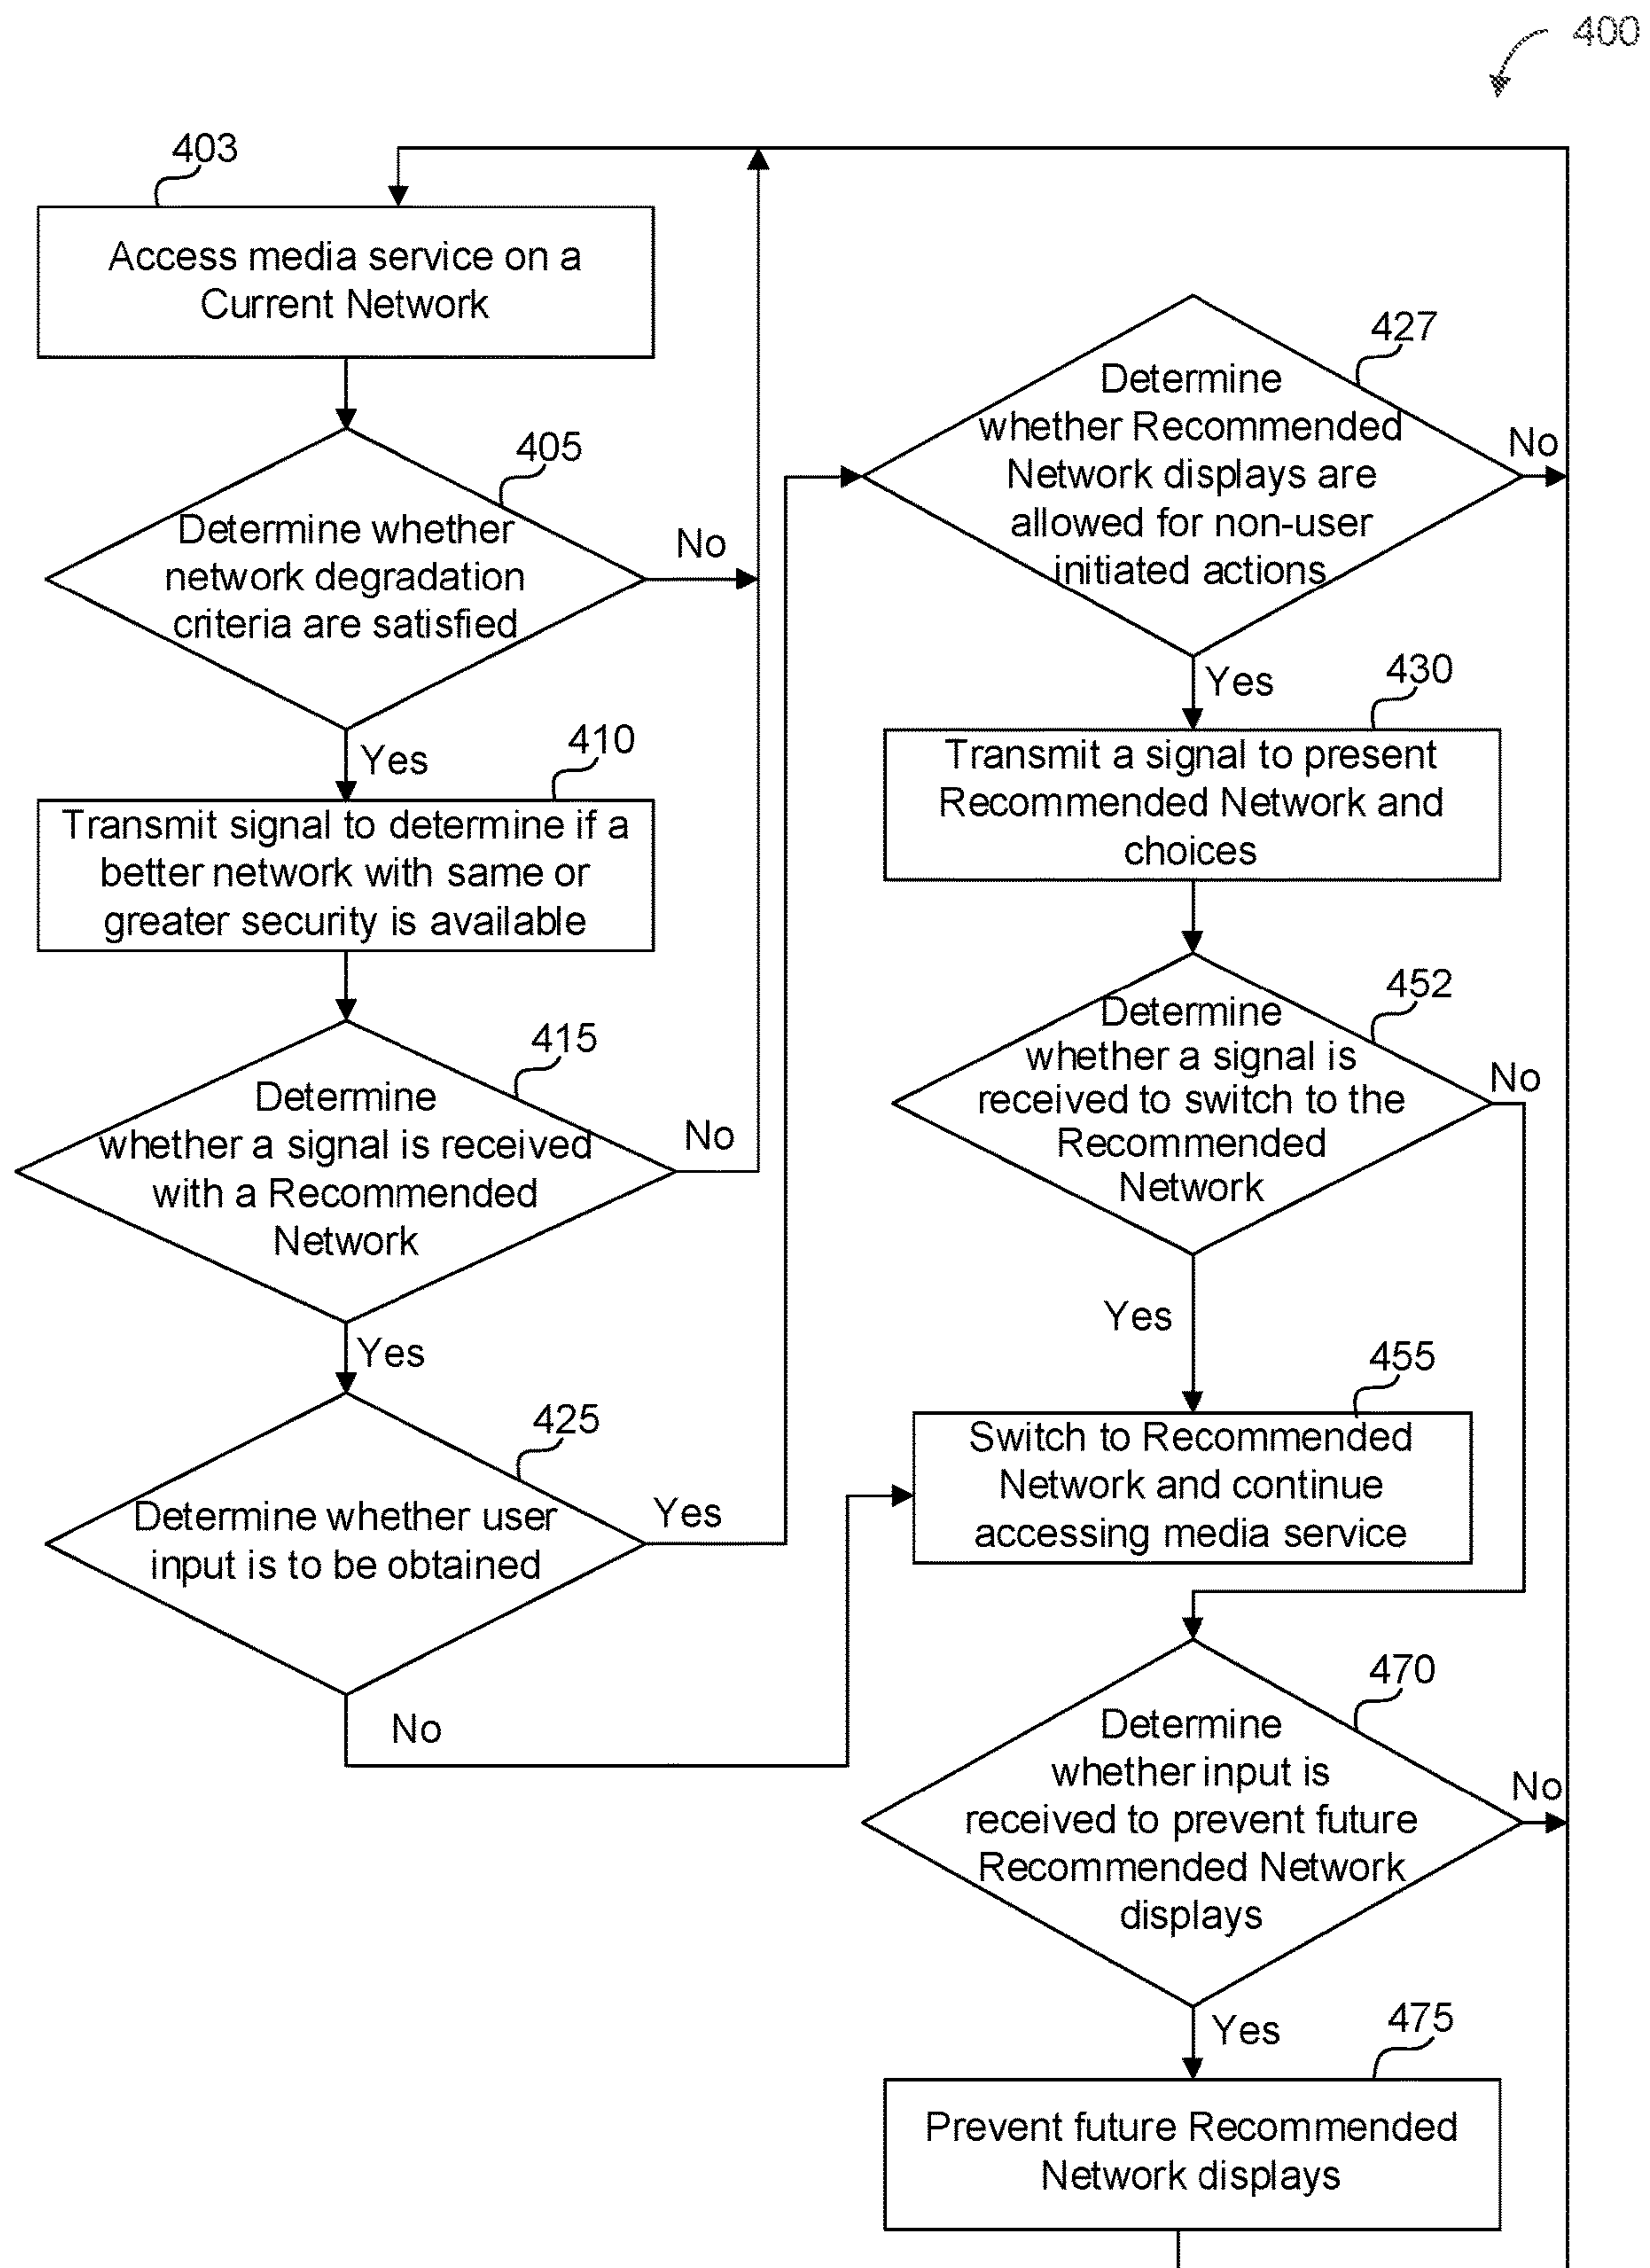 400
403
Access media service on a
Current Network
405
Determine whether
network degradation
criteria are satisfied
No
Yes
410
Transmit signal to determine if a
better network with same or
greater security is available
415
Determine
whether a signal is received
with a Recommended
Network
No
Yes
425
Determine whether user
input is to be obtained
Yes
No
427
Determine
whether Recommended
Network displays are
allowed for non-user
initiated actions
No
Yes
430
Transmit a signal to present
Recommended Network and
choices
452
Determine
whether a signal is
received to switch to the
Recommended
Network
No
Yes
455
Switch to Recommended
Network and continue
accessing media service
470
Determine
whether input is
received to prevent future
Recommended Network
displays
No
Yes
475
Prevent future Recommended
Network displays